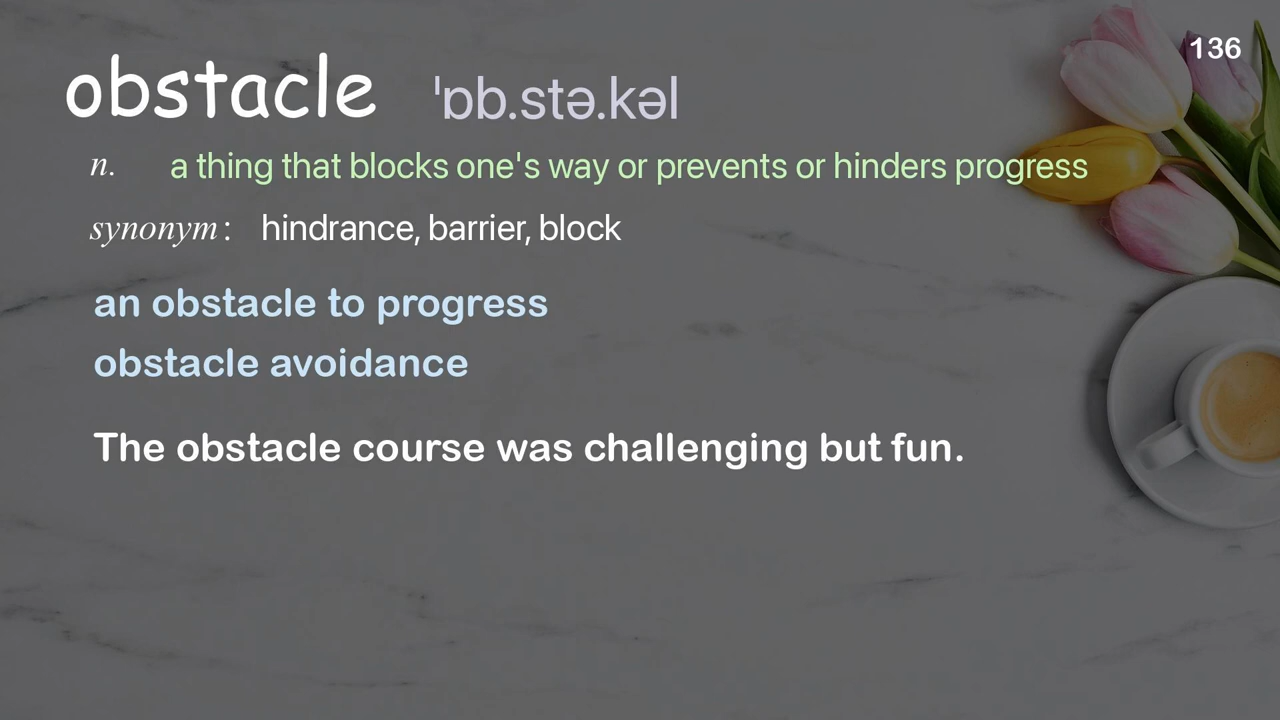 136
obstacle ˈɒb.stə.kəl
n. a thing that blocks one's way or prevents or hinders progress
synonym: hindrance, barrier, block
an obstacle to progress
obstacle avoidance
The obstacle course was challenging but fun.